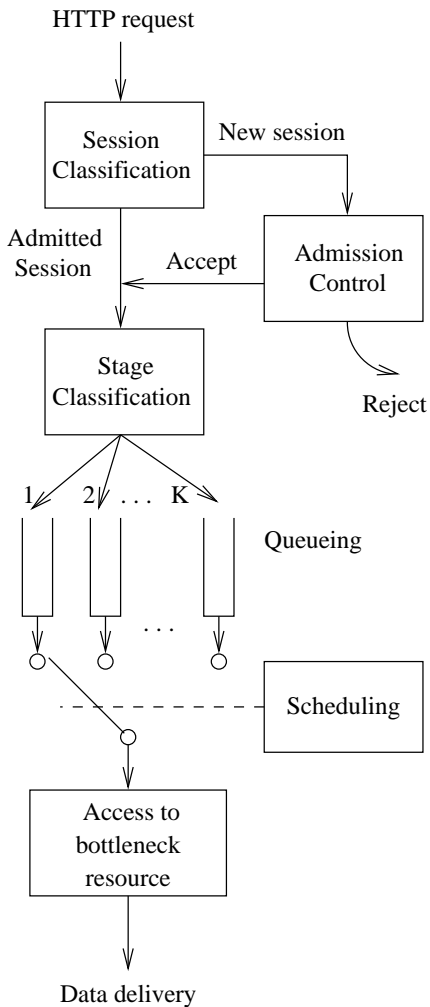 HTTP request
Session
Classification
New session
Admitted
Session
Accept
Admission
Control
Stage
Classification
Reject
1 2 . . . K
Queueing
. . .
Scheduling
Access to
bottleneck
resource
Data delivery